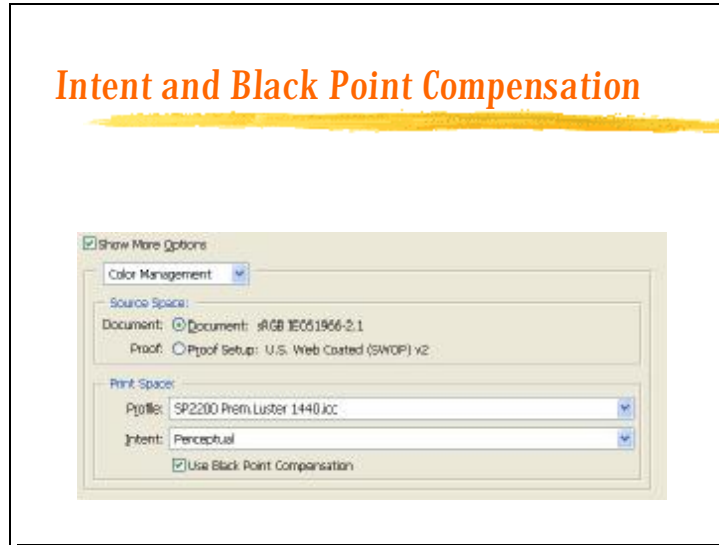 Intent and Black Point Compensation
Show More Options
Color Management
Source Space:
Document: Document: sRGB IEC61966-2.1
Proof: Proof Setup: U.S. Web Coated (SWOP) v2
Print Space:
Profile: SP2200 Prem.Luster 1440.icc
Intent: Perceptual
Use Black Point Compensation